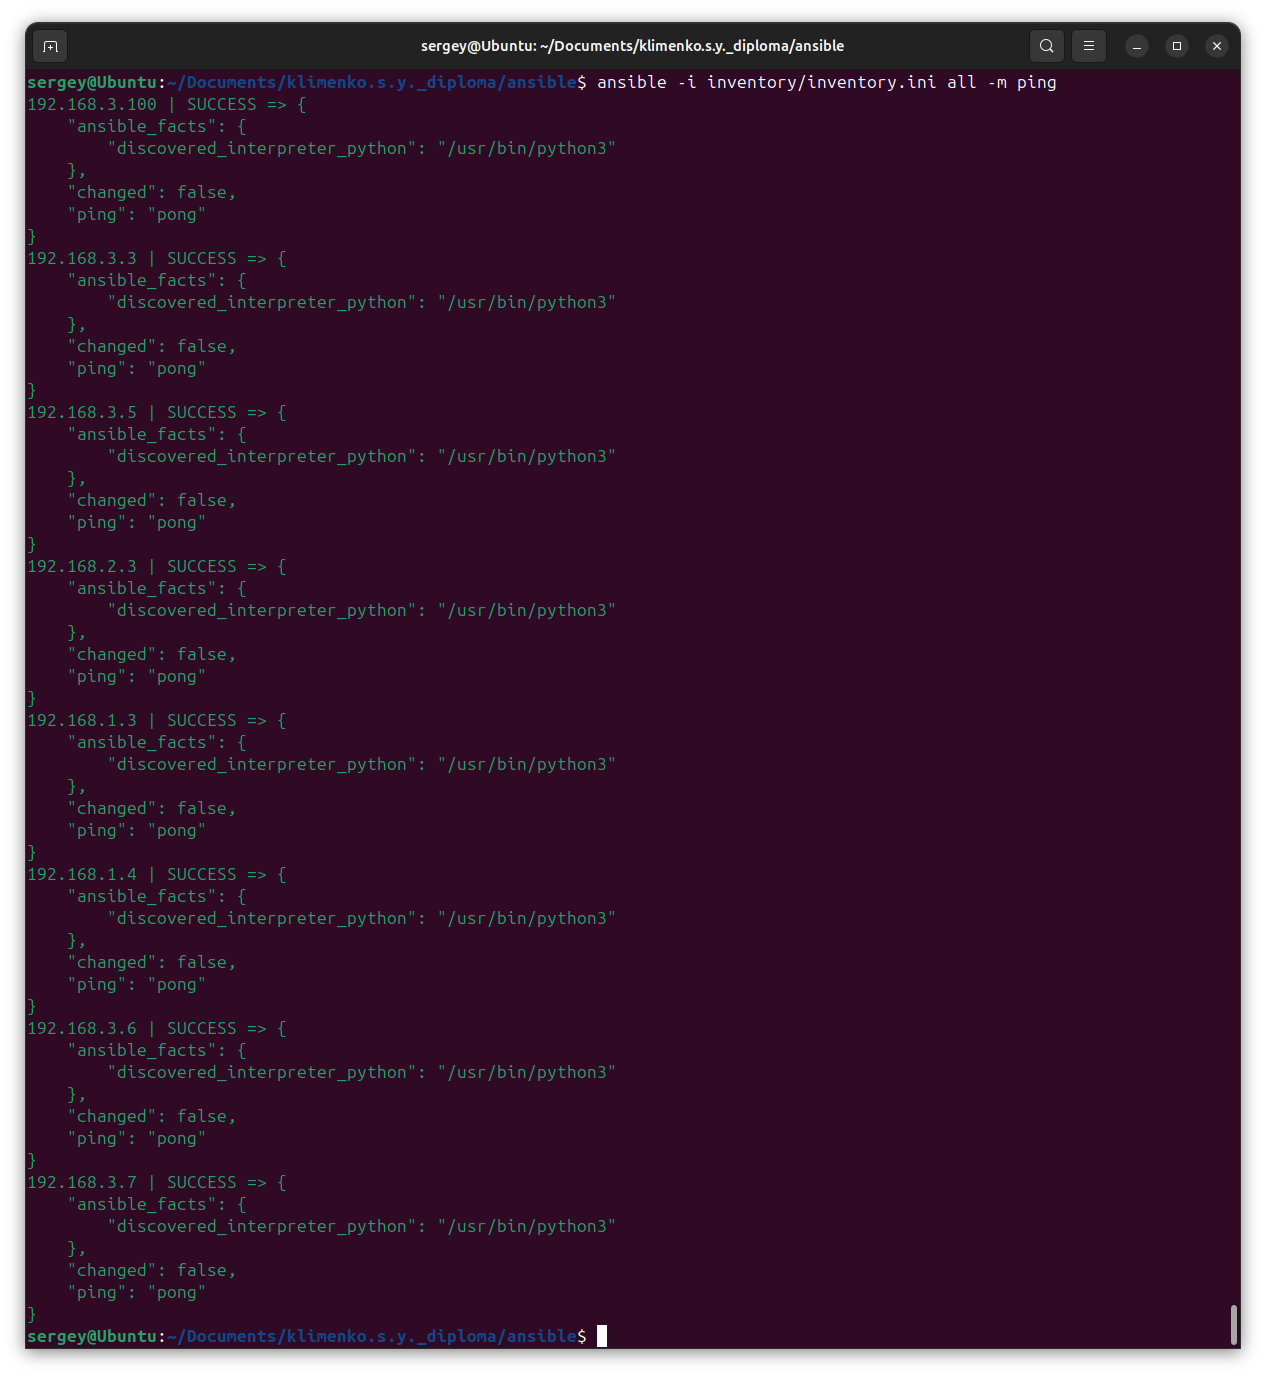 sergey@Ubuntu: ~/Documents/klimenko.s.y._diploma/ansible
sergey@Ubuntu:~/Documents/klimenko.s.y._diploma/ansible$ ansible -i inventory/inventory.ini all -m ping
192.168.3.100 | SUCCESS => {
    "ansible_facts": {
        "discovered_interpreter_python": "/usr/bin/python3"
    },
    "changed": false,
    "ping": "pong"
}
192.168.3.3 | SUCCESS => {
    "ansible_facts": {
        "discovered_interpreter_python": "/usr/bin/python3"
    },
    "changed": false,
    "ping": "pong"
}
192.168.3.5 | SUCCESS => {
    "ansible_facts": {
        "discovered_interpreter_python": "/usr/bin/python3"
    },
    "changed": false,
    "ping": "pong"
}
192.168.2.3 | SUCCESS => {
    "ansible_facts": {
        "discovered_interpreter_python": "/usr/bin/python3"
    },
    "changed": false,
    "ping": "pong"
}
192.168.1.3 | SUCCESS => {
    "ansible_facts": {
        "discovered_interpreter_python": "/usr/bin/python3"
    },
    "changed": false,
    "ping": "pong"
}
192.168.1.4 | SUCCESS => {
    "ansible_facts": {
        "discovered_interpreter_python": "/usr/bin/python3"
    },
    "changed": false,
    "ping": "pong"
}
192.168.3.6 | SUCCESS => {
    "ansible_facts": {
        "discovered_interpreter_python": "/usr/bin/python3"
    },
    "changed": false,
    "ping": "pong"
}
192.168.3.7 | SUCCESS => {
    "ansible_facts": {
        "discovered_interpreter_python": "/usr/bin/python3"
    },
    "changed": false,
    "ping": "pong"
}
sergey@Ubuntu:~/Documents/klimenko.s.y._diploma/ansible$